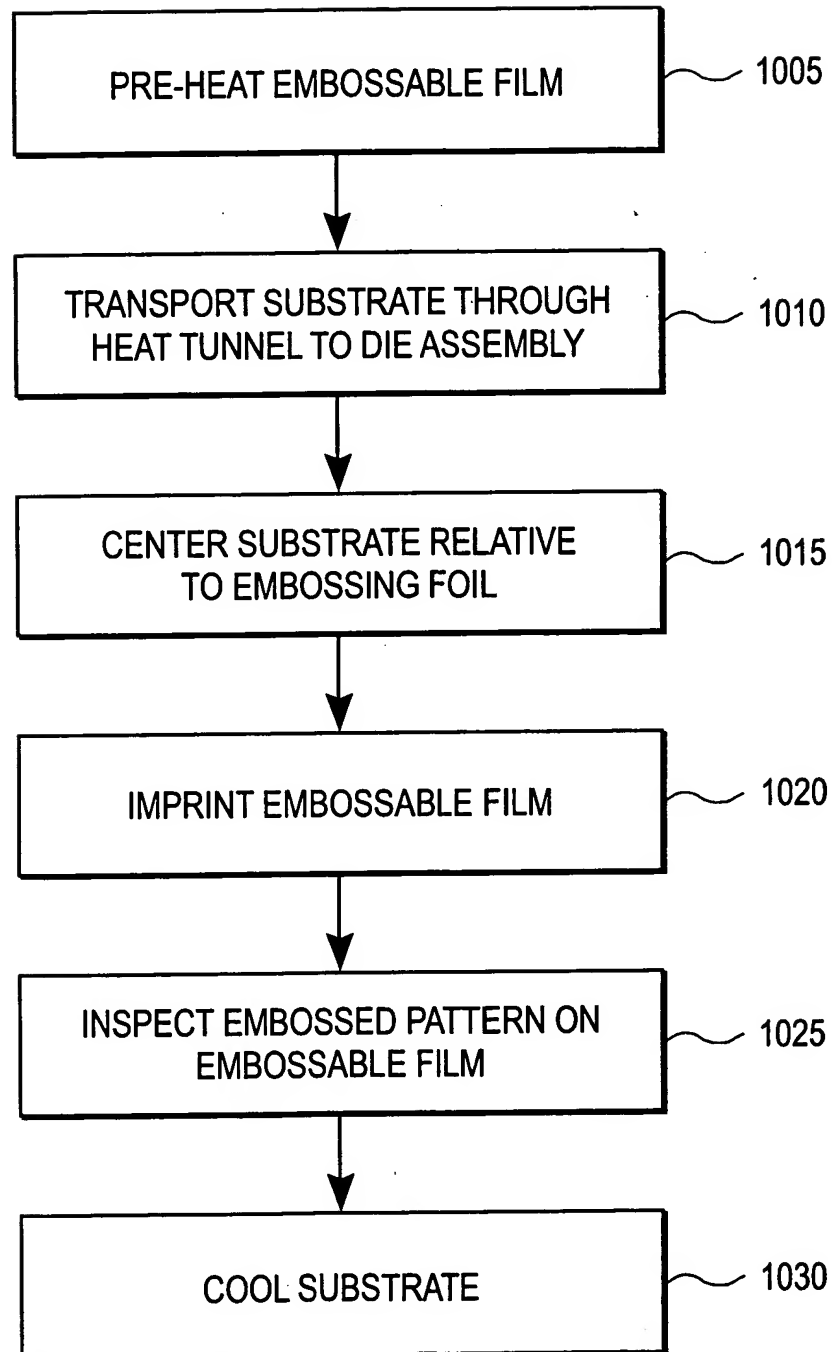 PRE-HEAT EMBOSSABLE FILM
1005
TRANSPORT SUBSTRATE THROUGH
HEAT TUNNEL TO DIE ASSEMBLY
1010
CENTER SUBSTRATE RELATIVE
TO EMBOSSING FOIL
1015
IMPRINT EMBOSSABLE FILM
1020
INSPECT EMBOSSED PATTERN ON
EMBOSSABLE FILM
1025
COOL SUBSTRATE
1030